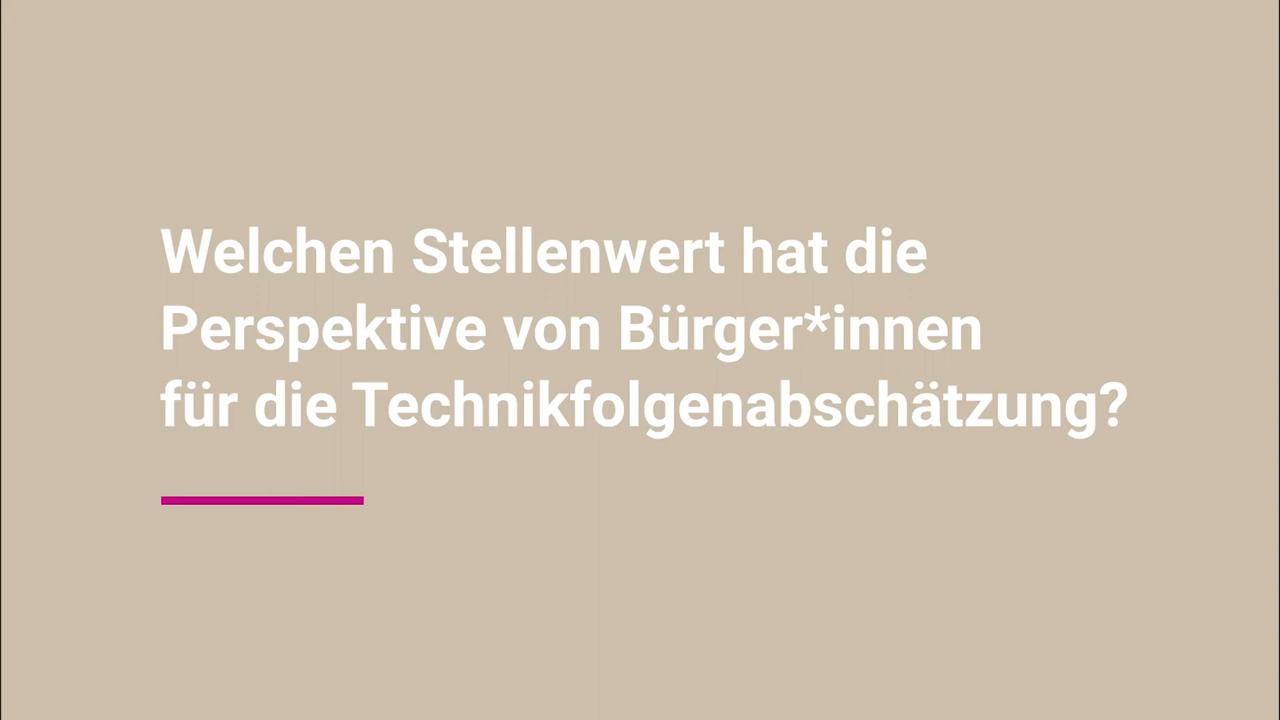 Welchen Stellenwert hat die
Perspektive von Bürger*innen
für die Technikfolgenabschätzung?